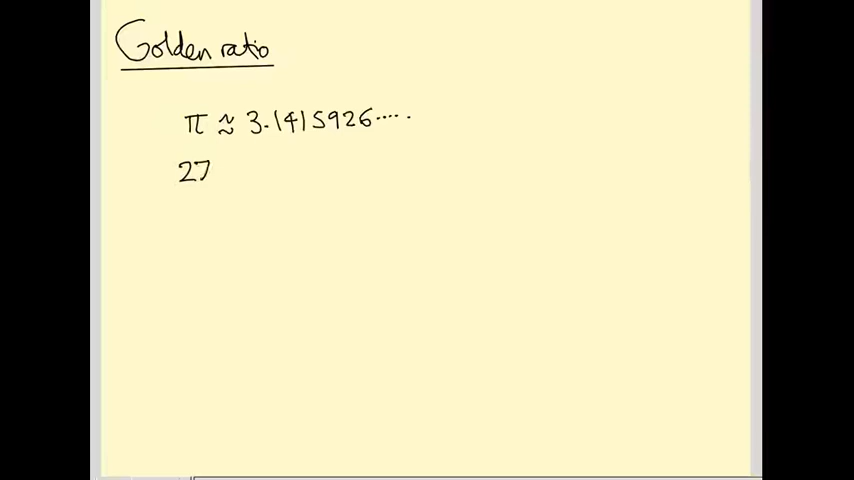 Golden ratio
π ≈ 3.1415926.....
27